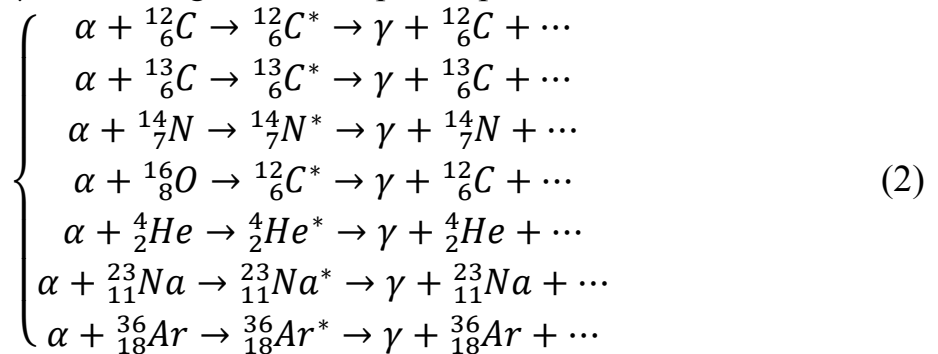 α + ¹²₆C → ¹²₆C* → γ + ¹²₆C + ⋯
α + ¹³₆C → ¹³₆C* → γ + ¹³₆C + ⋯
α + ¹⁴₇N → ¹⁴₇N* → γ + ¹⁴₇N + ⋯
α + ¹⁶₈O → ¹²₆C* → γ + ¹²₆C + ⋯ (2)
α + ⁴₂He → ⁴₂He* → γ + ⁴₂He + ⋯
α + ²³₁₁Na → ²³₁₁Na* → γ + ²³₁₁Na + ⋯
α + ³⁶₁₈Ar → ³⁶₁₈Ar* → γ + ³⁶₁₈Ar + ⋯